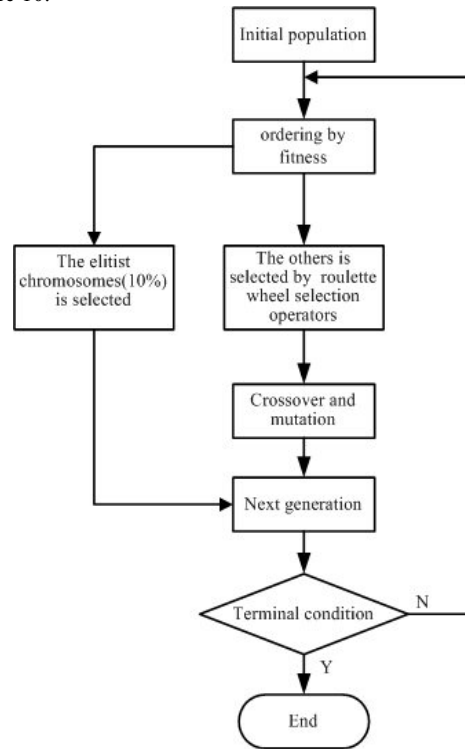 Initial population
ordering by
fitness
The elitist
chromosomes(10%)
is selected
The others is
selected by roulette
wheel selection
operators
Crossover and
mutation
Next generation
Terminal condition
N
Y
End